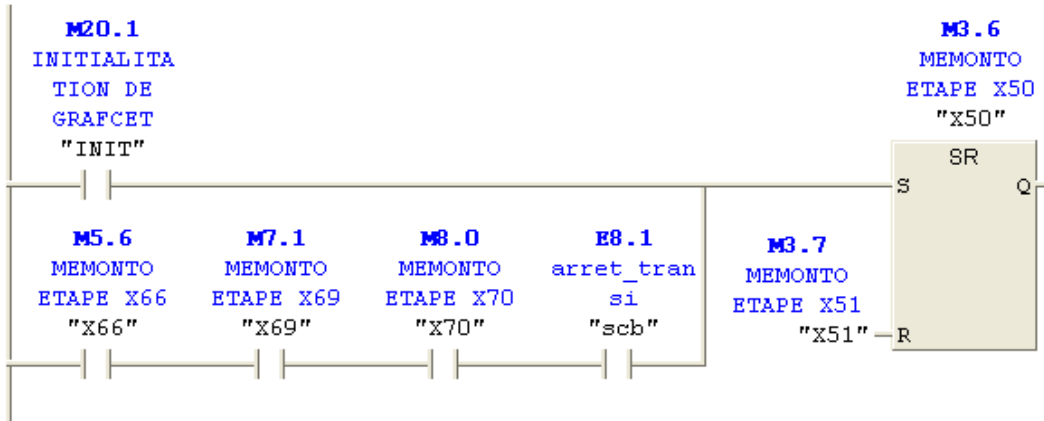 M20.1
INITIALITA
TION DE
GRAFCET
"INIT"
M3.6
MEMONTO
ETAPE X50
"X50"
SR
S
Q
M5.6
MEMONTO
ETAPE X66
"X66"
M7.1
MEMONTO
ETAPE X69
"X69"
M8.0
MEMONTO
ETAPE X70
"X70"
E8.1
arret_tran
si
"scb"
M3.7
MEMONTO
ETAPE X51
"X51"
R